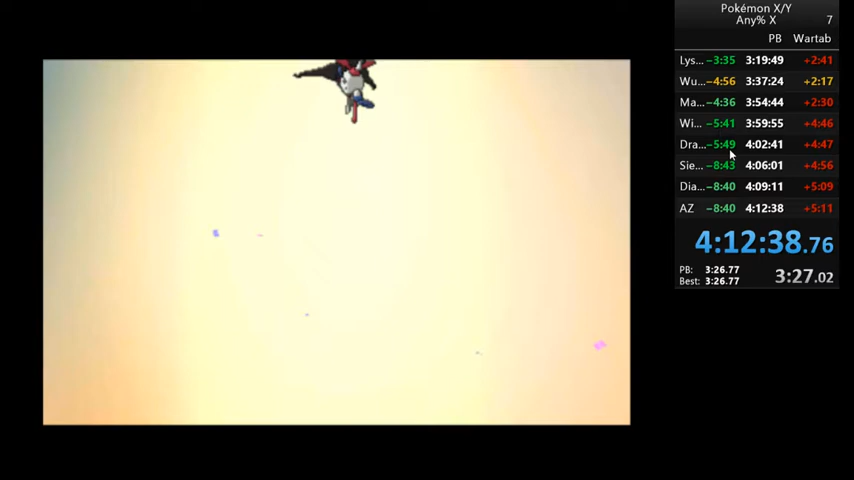 Pokémon X/Y
Any% X 7
PB Wartab
Lys... −3:35 3:19:49 +2:41
Wu... −4:56 3:37:24 +2:17
Ma... −4:36 3:54:44 +2:30
Wi... −5:41 3:59:55 +4:46
Dra... −5:49 4:02:41 +4:47
Sie... −8:43 4:06:01 +4:56
Dia... −8:40 4:09:11 +5:09
AZ −8:40 4:12:38 +5:11
4:12:38.76
PB: 3:26.77
Best: 3:26.77
3:27.02